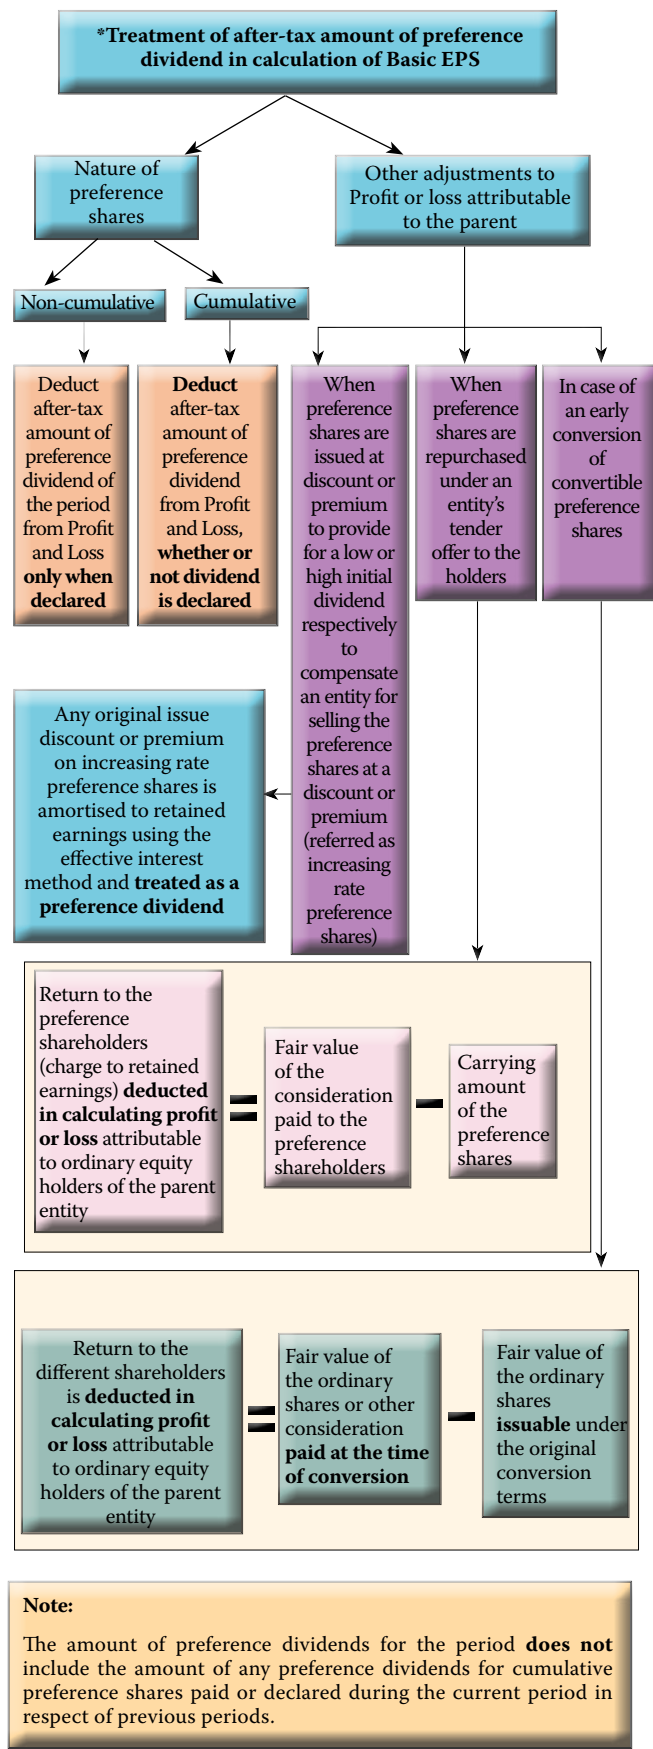 *Treatment of after-tax amount of preference
dividend in calculation of Basic EPS
Nature of
preference
shares
Other adjustments to
Profit or loss attributable
to the parent
Non-cumulative
Cumulative
Deduct
after-tax
amount of
preference
dividend of
the period
from Profit
and Loss
only when
declared
Deduct
after-tax
amount of
preference
dividend
from Profit
and Loss,
whether or
not dividend
is declared
When
preference
shares are
issued at
discount or
premium
to provide
for a low or
high initial
dividend
respectively
to
compensate
an entity for
selling the
preference
shares at a
discount or
premium
(referred as
increasing
rate
preference
shares)
When
preference
shares are
repurchased
under an
entity's
tender
offer to the
holders
In case of
an early
conversion
of
convertible
preference
shares
Any original issue
discount or premium
on increasing rate
preference shares is
amortised to retained
earnings using the
effective interest
method and treated as a
preference dividend
Return to the
preference
shareholders
(charge to retained
earnings) deducted
in calculating profit
or loss attributable
to ordinary equity
holders of the parent
entity
=
Fair value
of the
consideration
paid to the
preference
shareholders
-
Carrying
amount
of the
preference
shares
Return to the
different shareholders
is deducted in
calculating profit
or loss attributable
to ordinary equity
holders of the parent
entity
=
Fair value of
the ordinary
shares or other
consideration
paid at the time
of conversion
-
Fair value of
the ordinary
shares
issuable under
the original
conversion
terms
Note:
The amount of preference dividends for the period does not
include the amount of any preference dividends for cumulative
preference shares paid or declared during the current period in
respect of previous periods.